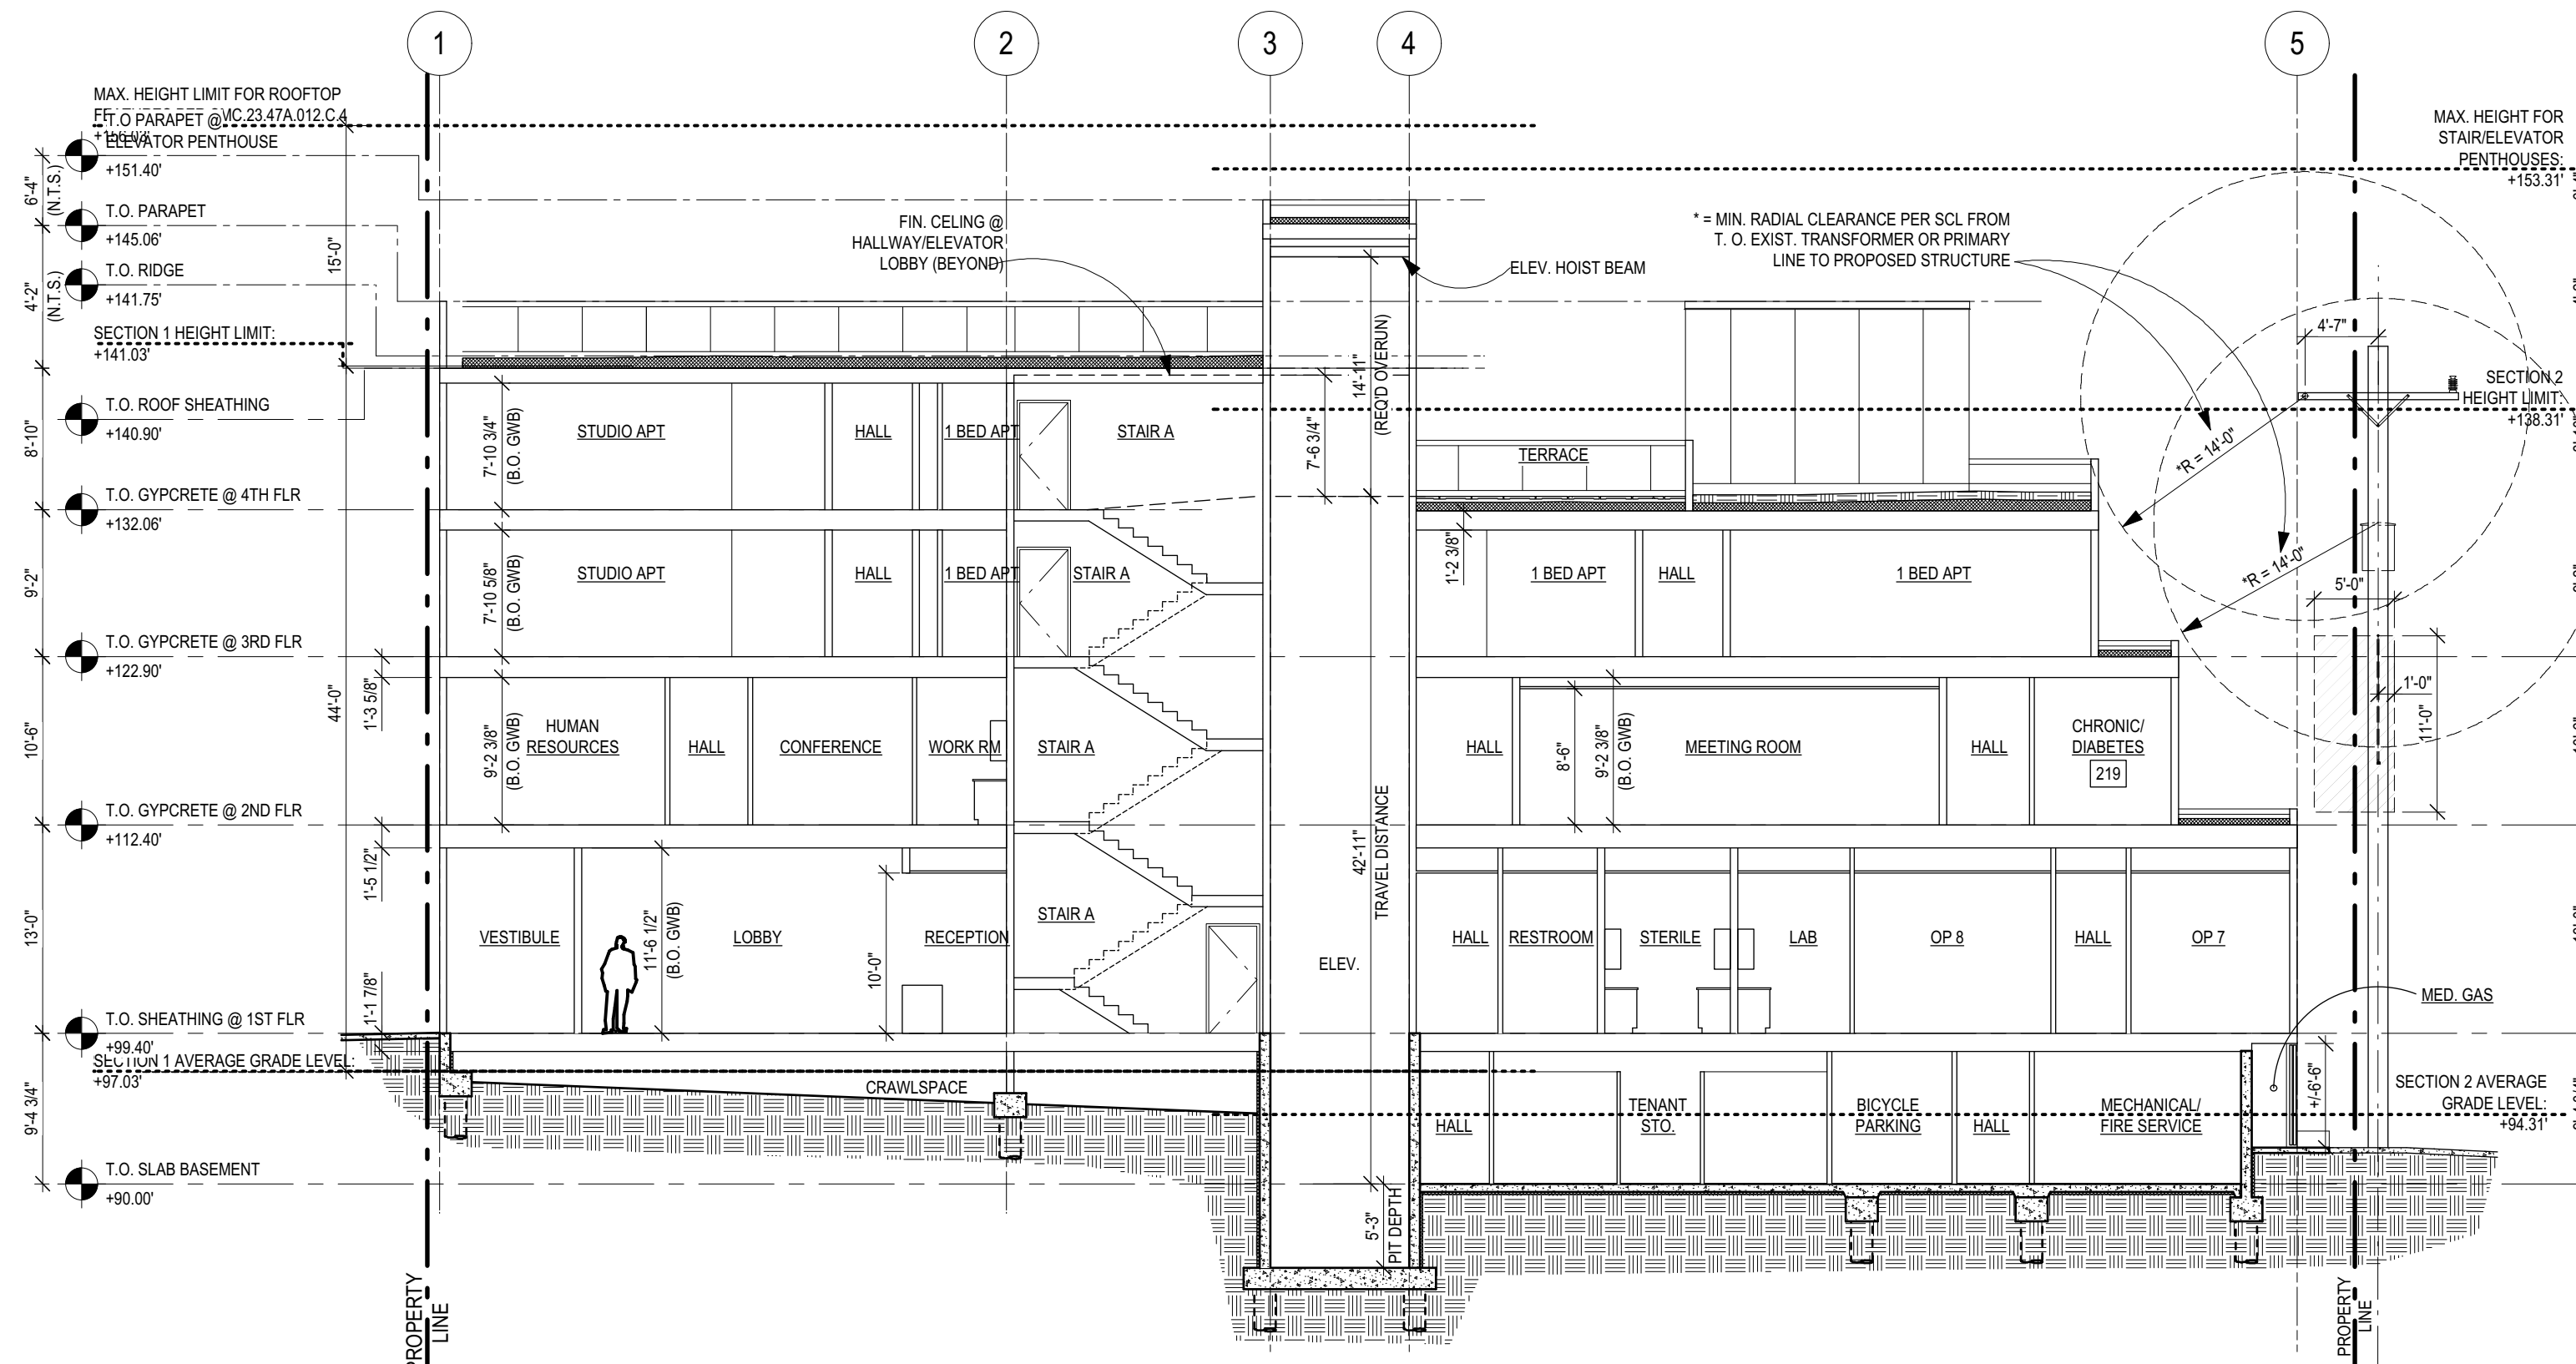 1
2
3
4
5
MAX. HEIGHT LIMIT FOR ROOFTOP
MC.23.47A.012.C.4
T.O PARAPET @
ELEVATOR PENTHOUSE
+151.40'
T.O. PARAPET
+145.06'
T.O. RIDGE
+141.75'
SECTION 1 HEIGHT LIMIT:
+141.03'
T.O. ROOF SHEATHING
+140.90'
T.O. GYPCRETE @ 4TH FLR
+132.06'
T.O. GYPCRETE @ 3RD FLR
+122.90'
T.O. GYPCRETE @ 2ND FLR
+112.40'
T.O. SHEATHING @ 1ST FLR
+99.40'
SECTION 1 AVERAGE GRADE LEVEL:
+97.03'
T.O. SLAB BASEMENT
+90.00'
6'-4"
(N.T.S.)
4'-2"
(N.T.S.)
8'-10"
9'-2"
10'-6"
13'-0"
9'-4 3/4"
15'-0"
44'-0"
1'-3 5/8"
1'-5 1/2"
1'-1 7/8"
7'-10 3/4"
(B.O. GWB)
7'-10 5/8"
(B.O. GWB)
9'-2 3/8"
(B.O. GWB)
11'-6 1/2"
(B.O. GWB)
10'-0"
FIN. CELING @
HALLWAY/ELEVATOR
LOBBY (BEYOND)
ELEV. HOIST BEAM
* = MIN. RADIAL CLEARANCE PER SCL FROM
T. O. EXIST. TRANSFORMER OR PRIMARY
LINE TO PROPOSED STRUCTURE
MAX. HEIGHT FOR
STAIR/ELEVATOR
PENTHOUSES:
+153.31'
4'-7"
SECTION 2
HEIGHT LIMIT:
+138.31'
*R = 14'-0"
*R = 14'-0"
5'-0"
1'-0"
11'-0"
STUDIO APT
HALL
1 BED APT
STAIR A
7'-6 3/4"
14'-11"
(REQ'D OVERUN)
TERRACE
STUDIO APT
HALL
1 BED APT
STAIR A
1'-2 3/8"
1 BED APT
HALL
1 BED APT
HUMAN
RESOURCES
HALL
CONFERENCE
WORK RM
STAIR A
HALL
8'-6"
9'-2 3/8"
(B.O. GWB)
MEETING ROOM
HALL
CHRONIC/
DIABETES
219
42'-11"
TRAVEL DISTANCE
VESTIBULE
LOBBY
RECEPTION
STAIR A
ELEV.
HALL
RESTROOM
STERILE
LAB
OP 8
HALL
OP 7
MED. GAS
CRAWLSPACE
HALL
TENANT
STO.
BICYCLE
PARKING
HALL
MECHANICAL/
FIRE SERVICE
+/-6'-6"
SECTION 2 AVERAGE
GRADE LEVEL:
+94.31'
5'-3"
PIT DEPTH
PROPERTY
LINE
PROPERTY
LINE